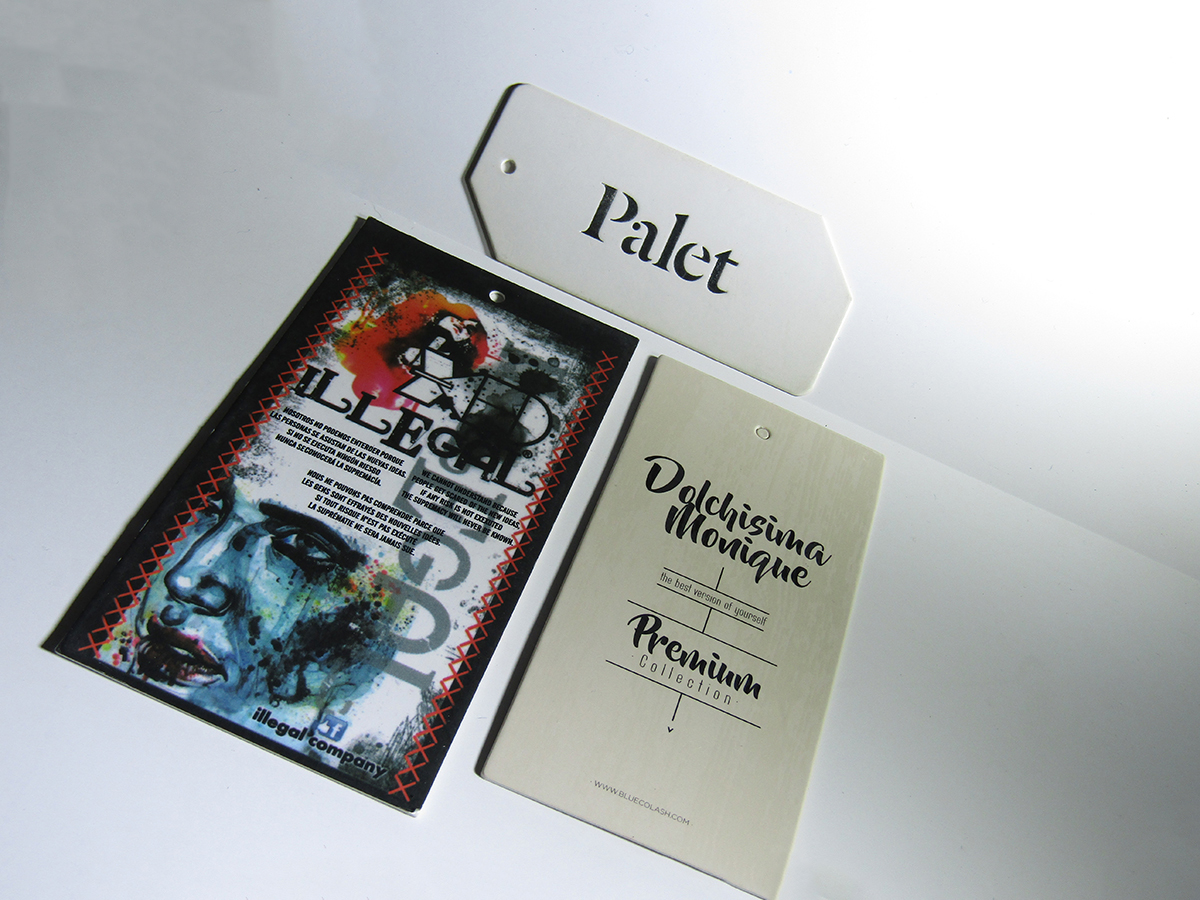 Palet
iLLEGAL
NOSOTROS NO PODEMOS ENTERDER PORQUE
LAS PERSONAS SE ASUSTAN DE LAS NUEVAS IDEAS.
SI NO SE EXECUTA NINGÚN RIESGO
NUNCA SECONOCERÁ LA SUPREMACÍA.
WE CANNOT UNDERSTAND BECAUSE
PEOPLE GET SCARED OF THE NEW IDEAS.
IF ANY RISK IS NOT EXECUTED
THE SUPREMACY WILL NEVER BE KNOWN.
NOUS NE POUVONS PAS COMPRENDRE PARCE QUE
LES GENS SONT EFFRAYÉS DES NOUVELLES IDÉES.
SI TOUT RISQUE N'EST PAS EXÉCUTÉ
LA SUPRÉMATIE NE SERA JAMAIS SUE.
f
illegal company
Dolchisima
Monique
the best version of yourself
Premium
·Collection·
·WWW.BLUECOLASH.COM·